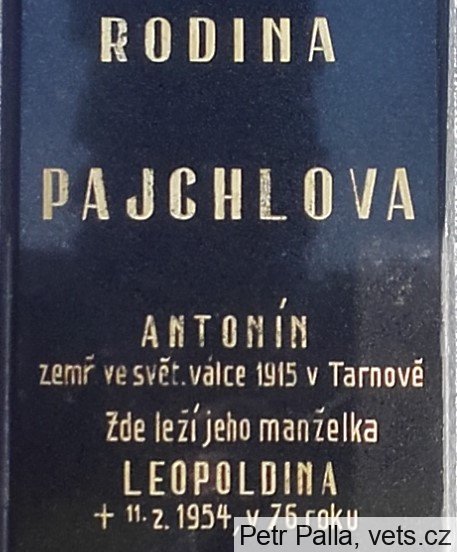 RODINA
PAJCHLOVA
ANTONÍN
zemř ve svět. válce 1915 v Tarnově
Zde leží jeho manželka
LEOPOLDINA
+ 11. 2. 1954, v 76 roku
Petr Palla, vets.cz